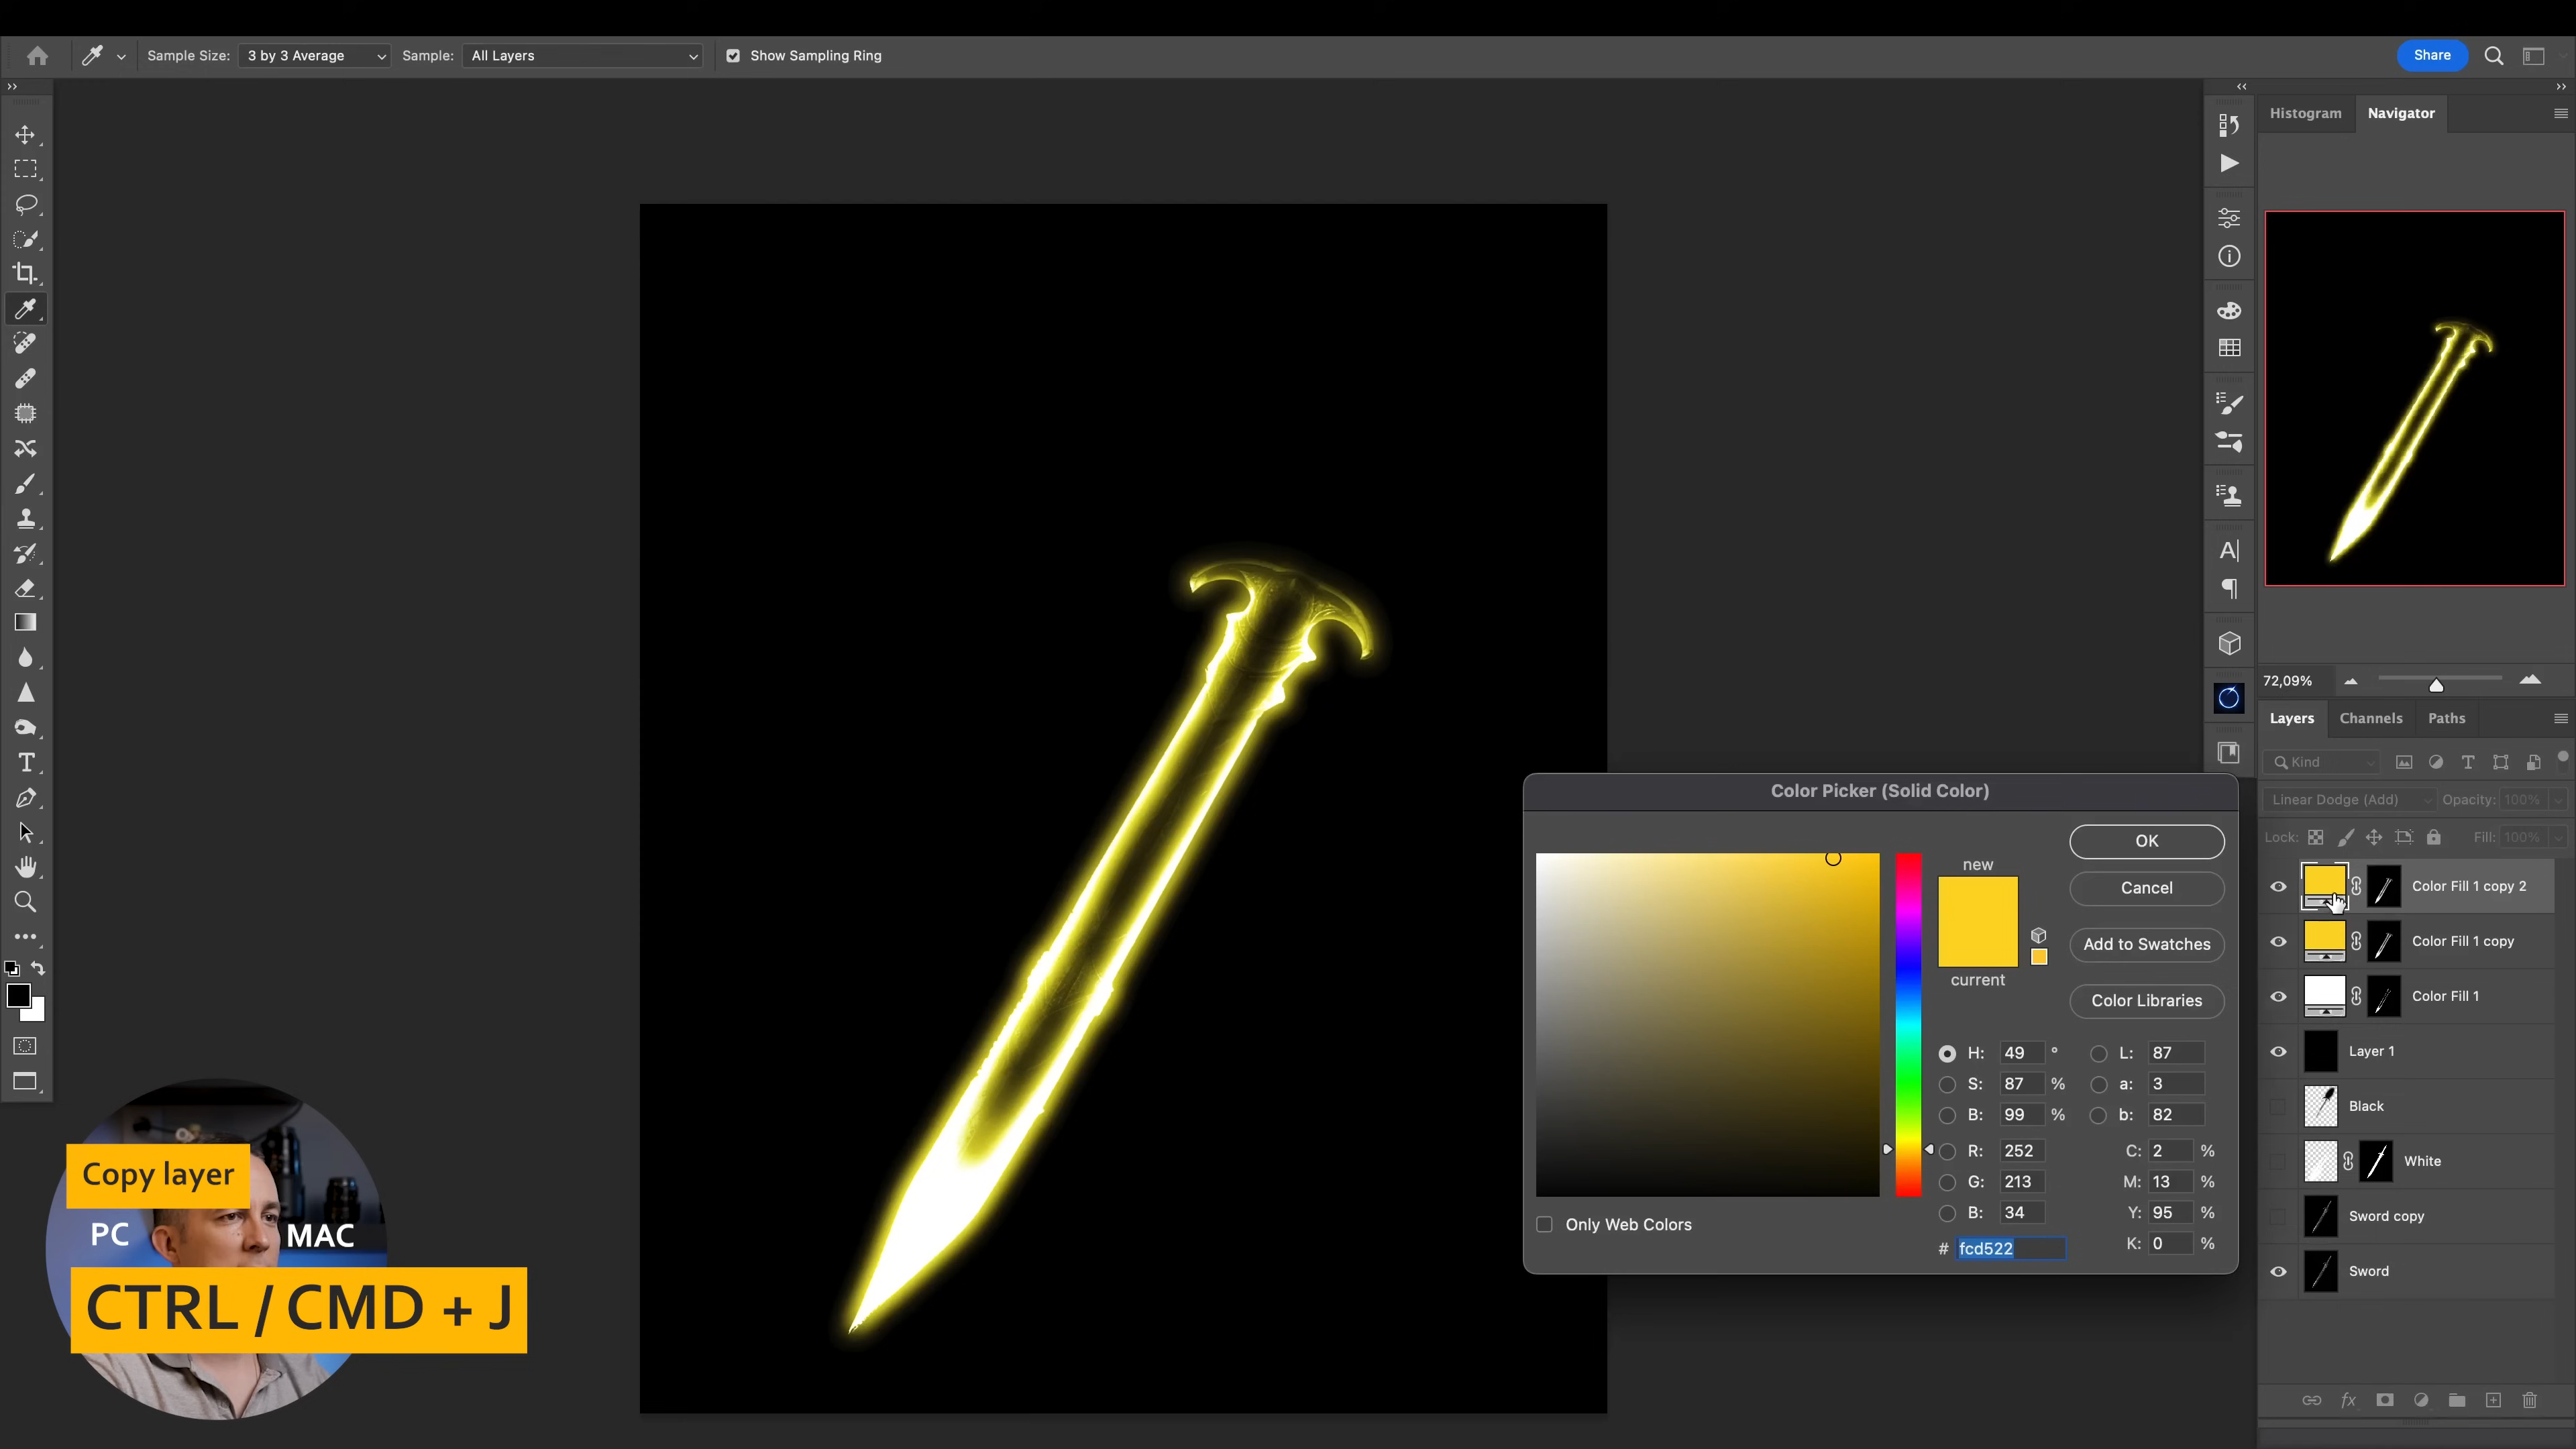 Sample Size: 3 by 3 Average Sample: All Layers Show Sampling Ring Share
Histogram Navigator
72,09%
Layers Channels Paths
Kind
Linear Dodge (Add) Opacity: 100%
Lock: Fill: 100%
Color Fill 1 copy 2
Color Fill 1 copy
Color Fill 1
Layer 1
Black
White
Sword copy
Sword
Color Picker (Solid Color)
new
current
OK
Cancel
Add to Swatches
Color Libraries
H: 49 ° L: 87
S: 87 % a: 3
B: 99 % b: 82
R: 252 C: 2 %
G: 213 M: 13 %
B: 34 Y: 95 %
# fcd522 K: 0 %
Only Web Colors
Copy layer
PC MAC
CTRL / CMD + J